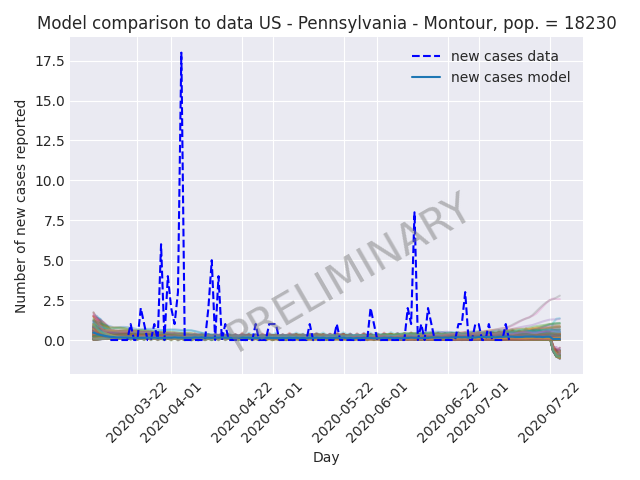 Model comparison to data US - Pennsylvania - Montour, pop. = 18230
new cases data
new cases model
17.5
15.0
12.5
10.0
7.5
5.0
2.5
0.0
Number of new cases reported
PRELIMINARY
2020-03-22
2020-04-01
2020-04-22
2020-05-01
2020-05-22
2020-06-01
2020-06-22
2020-07-01
2020-07-22
Day